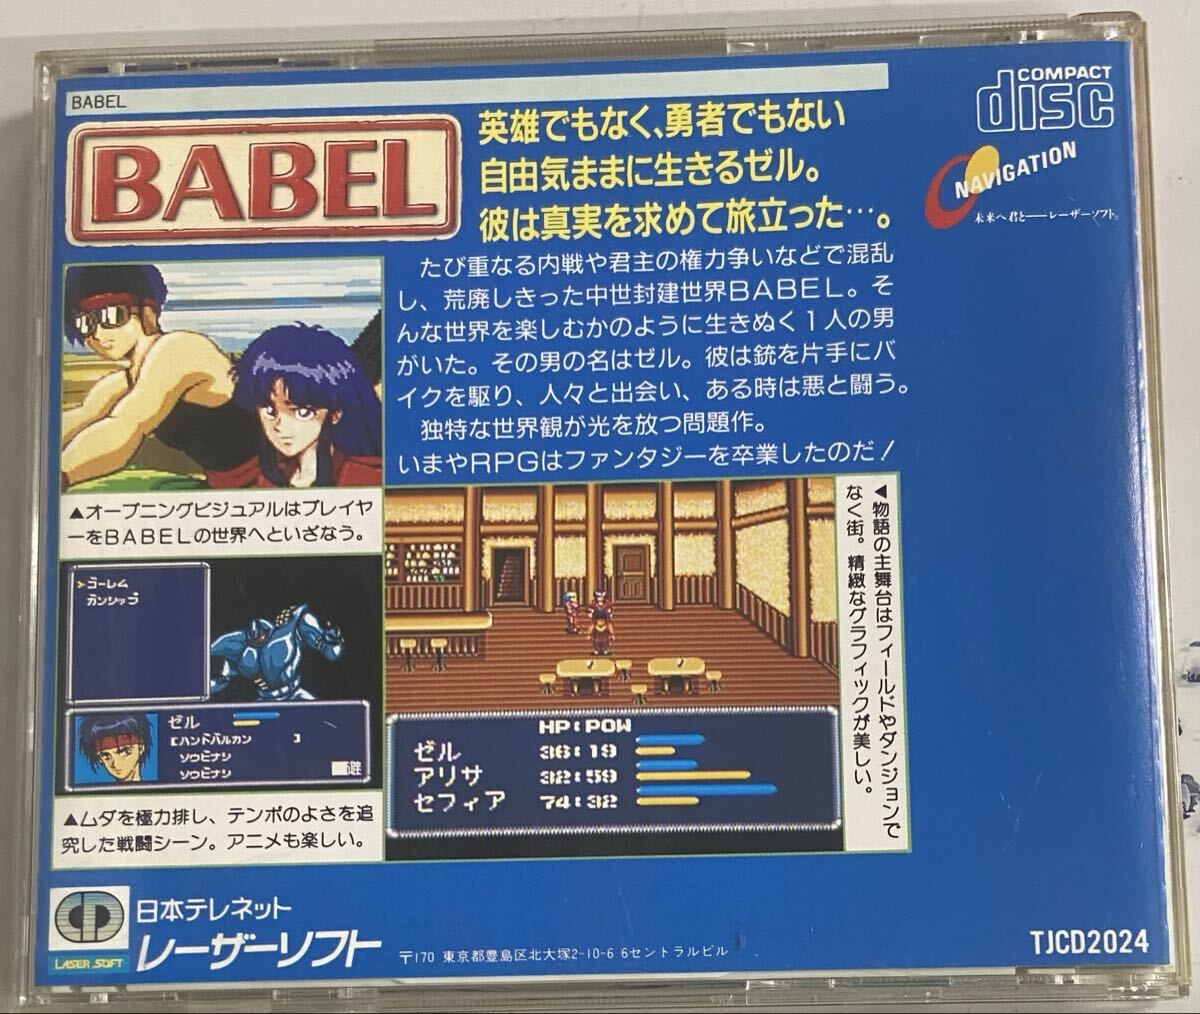 BABEL
BABEL
英雄でもなく、勇者でもない
自由気ままに生きるゼル。
彼は真実を求めて旅立った…。
COMPACT
disc
NAVIGATION
未来へ君と――レーザーソフト。
たび重なる内戦や君主の権力争いなどで混乱
し、荒廃しきった中世封建世界BABEL。そ
んな世界を楽しむかのように生きぬく1人の男
がいた。その男の名はゼル。彼は銃を片手にバ
イクを駆り、人々と出会い、ある時は悪と闘う。
独特な世界観が光を放つ問題作。
いまやRPGはファンタジーを卒業したのだ!
▲オープニングビジュアルはプレイヤ
ーをBABELの世界へといざなう。
ゴーレム
ガンシップ
ゼル
【ハンドバルカン 】
ソウビナシ
ソウビナシ
避
▲ムダを極力排し、テンポのよさを追
究した戦闘シーン。アニメも楽しい。
HP:POW
ゼル 36:19
アリサ 32:59
セフィア 74:32
◀物語の主舞台はフィールドやダンジョンで
なく街。精緻なグラフィックが美しい。
LASER SOFT
日本テレネット
レーザーソフト
〒170 東京都豊島区北大塚2-10-6 6セントラルビル
TJCD2024